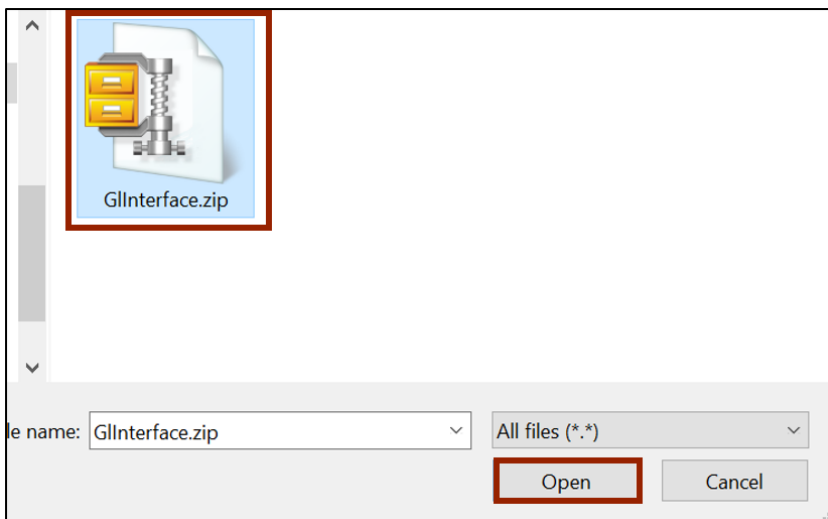 GlInterface.zip
le name: GlInterface.zip
All files (*.*)
Open
Cancel